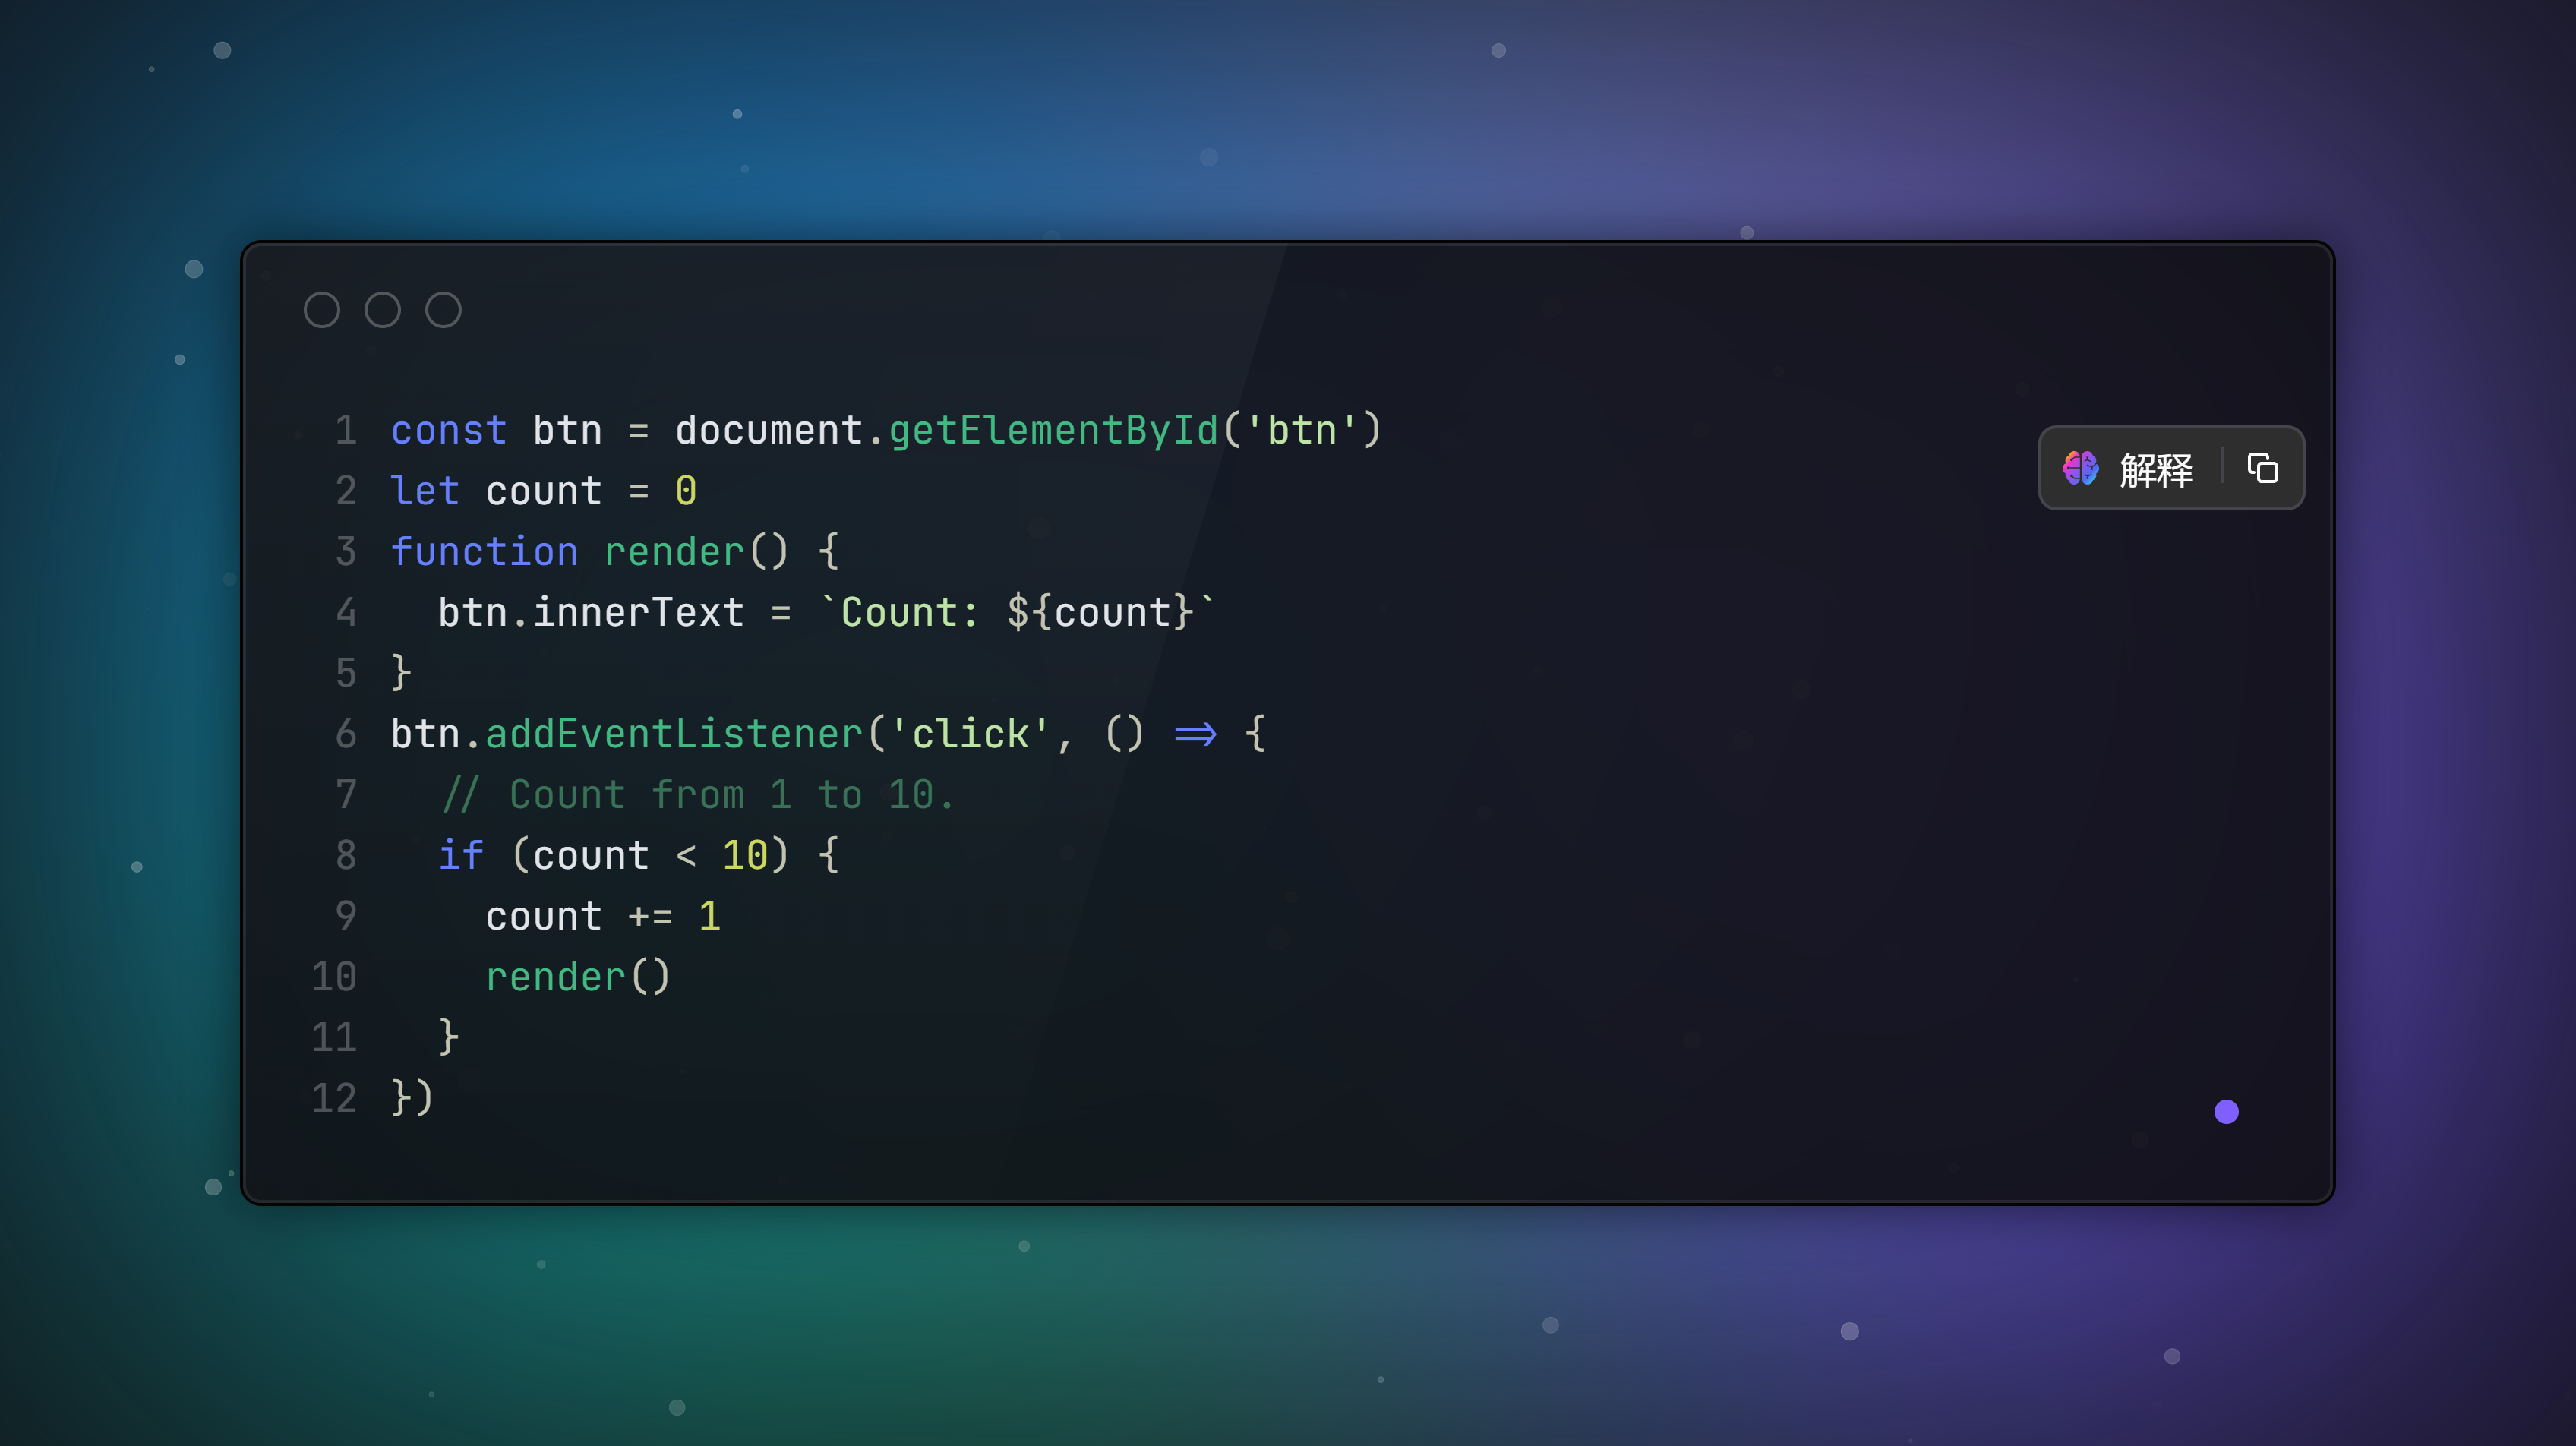 1 const btn = document.getElementById('btn')
2 let count = 0
3 function render() {
4   btn.innerText = `Count: ${count}`
5 }
6 btn.addEventListener('click', () => {
7   // Count from 1 to 10.
8   if (count < 10) {
9     count += 1
10     render()
11   }
12 })
解释